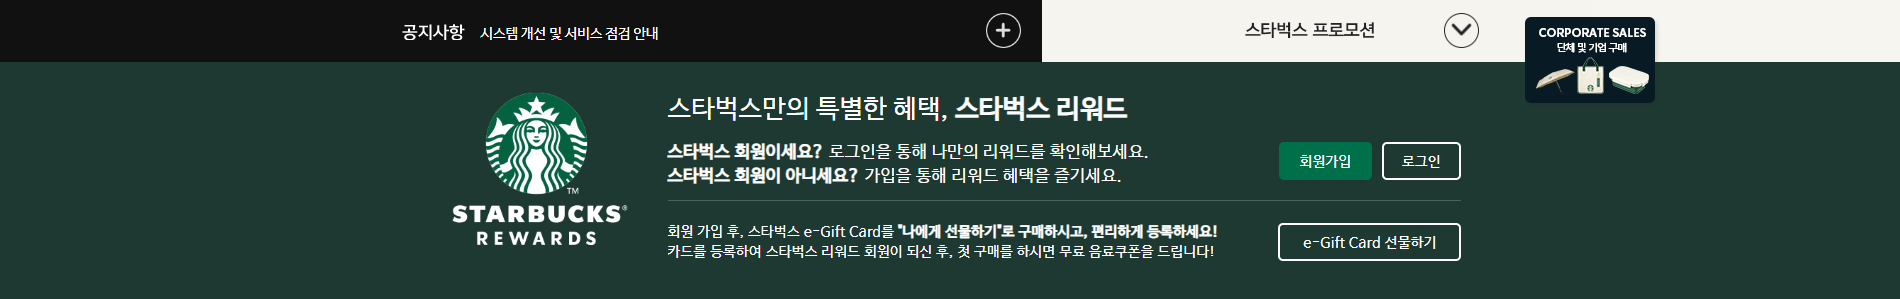 공지사항 시스템 개선 및 서비스 점검 안내
스타벅스 프로모션
CORPORATE SALES
단체 및 기업 구매
STARBUCKS®
REWARDS
TM
스타벅스만의 특별한 혜택, 스타벅스 리워드
스타벅스 회원이세요? 로그인을 통해 나만의 리워드를 확인해보세요.
스타벅스 회원이 아니세요? 가입을 통해 리워드 혜택을 즐기세요.
회원가입
로그인
회원 가입 후, 스타벅스 e-Gift Card를 "나에게 선물하기"로 구매하시고, 편리하게 등록하세요!
카드를 등록하여 스타벅스 리워드 회원이 되신 후, 첫 구매를 하시면 무료 음료쿠폰을 드립니다!
e-Gift Card 선물하기